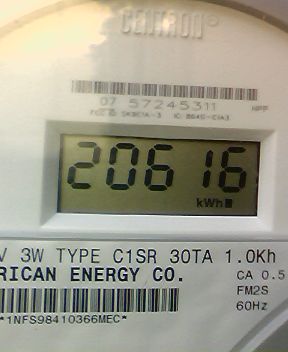 CENTRON®
07 57245311
20616
kWh
V 3W TYPE C1SR 30TA 1.0Kh
RICAN ENERGY CO.
CA 0.5
FM2S
60Hz
*1NFS98410366MEC*